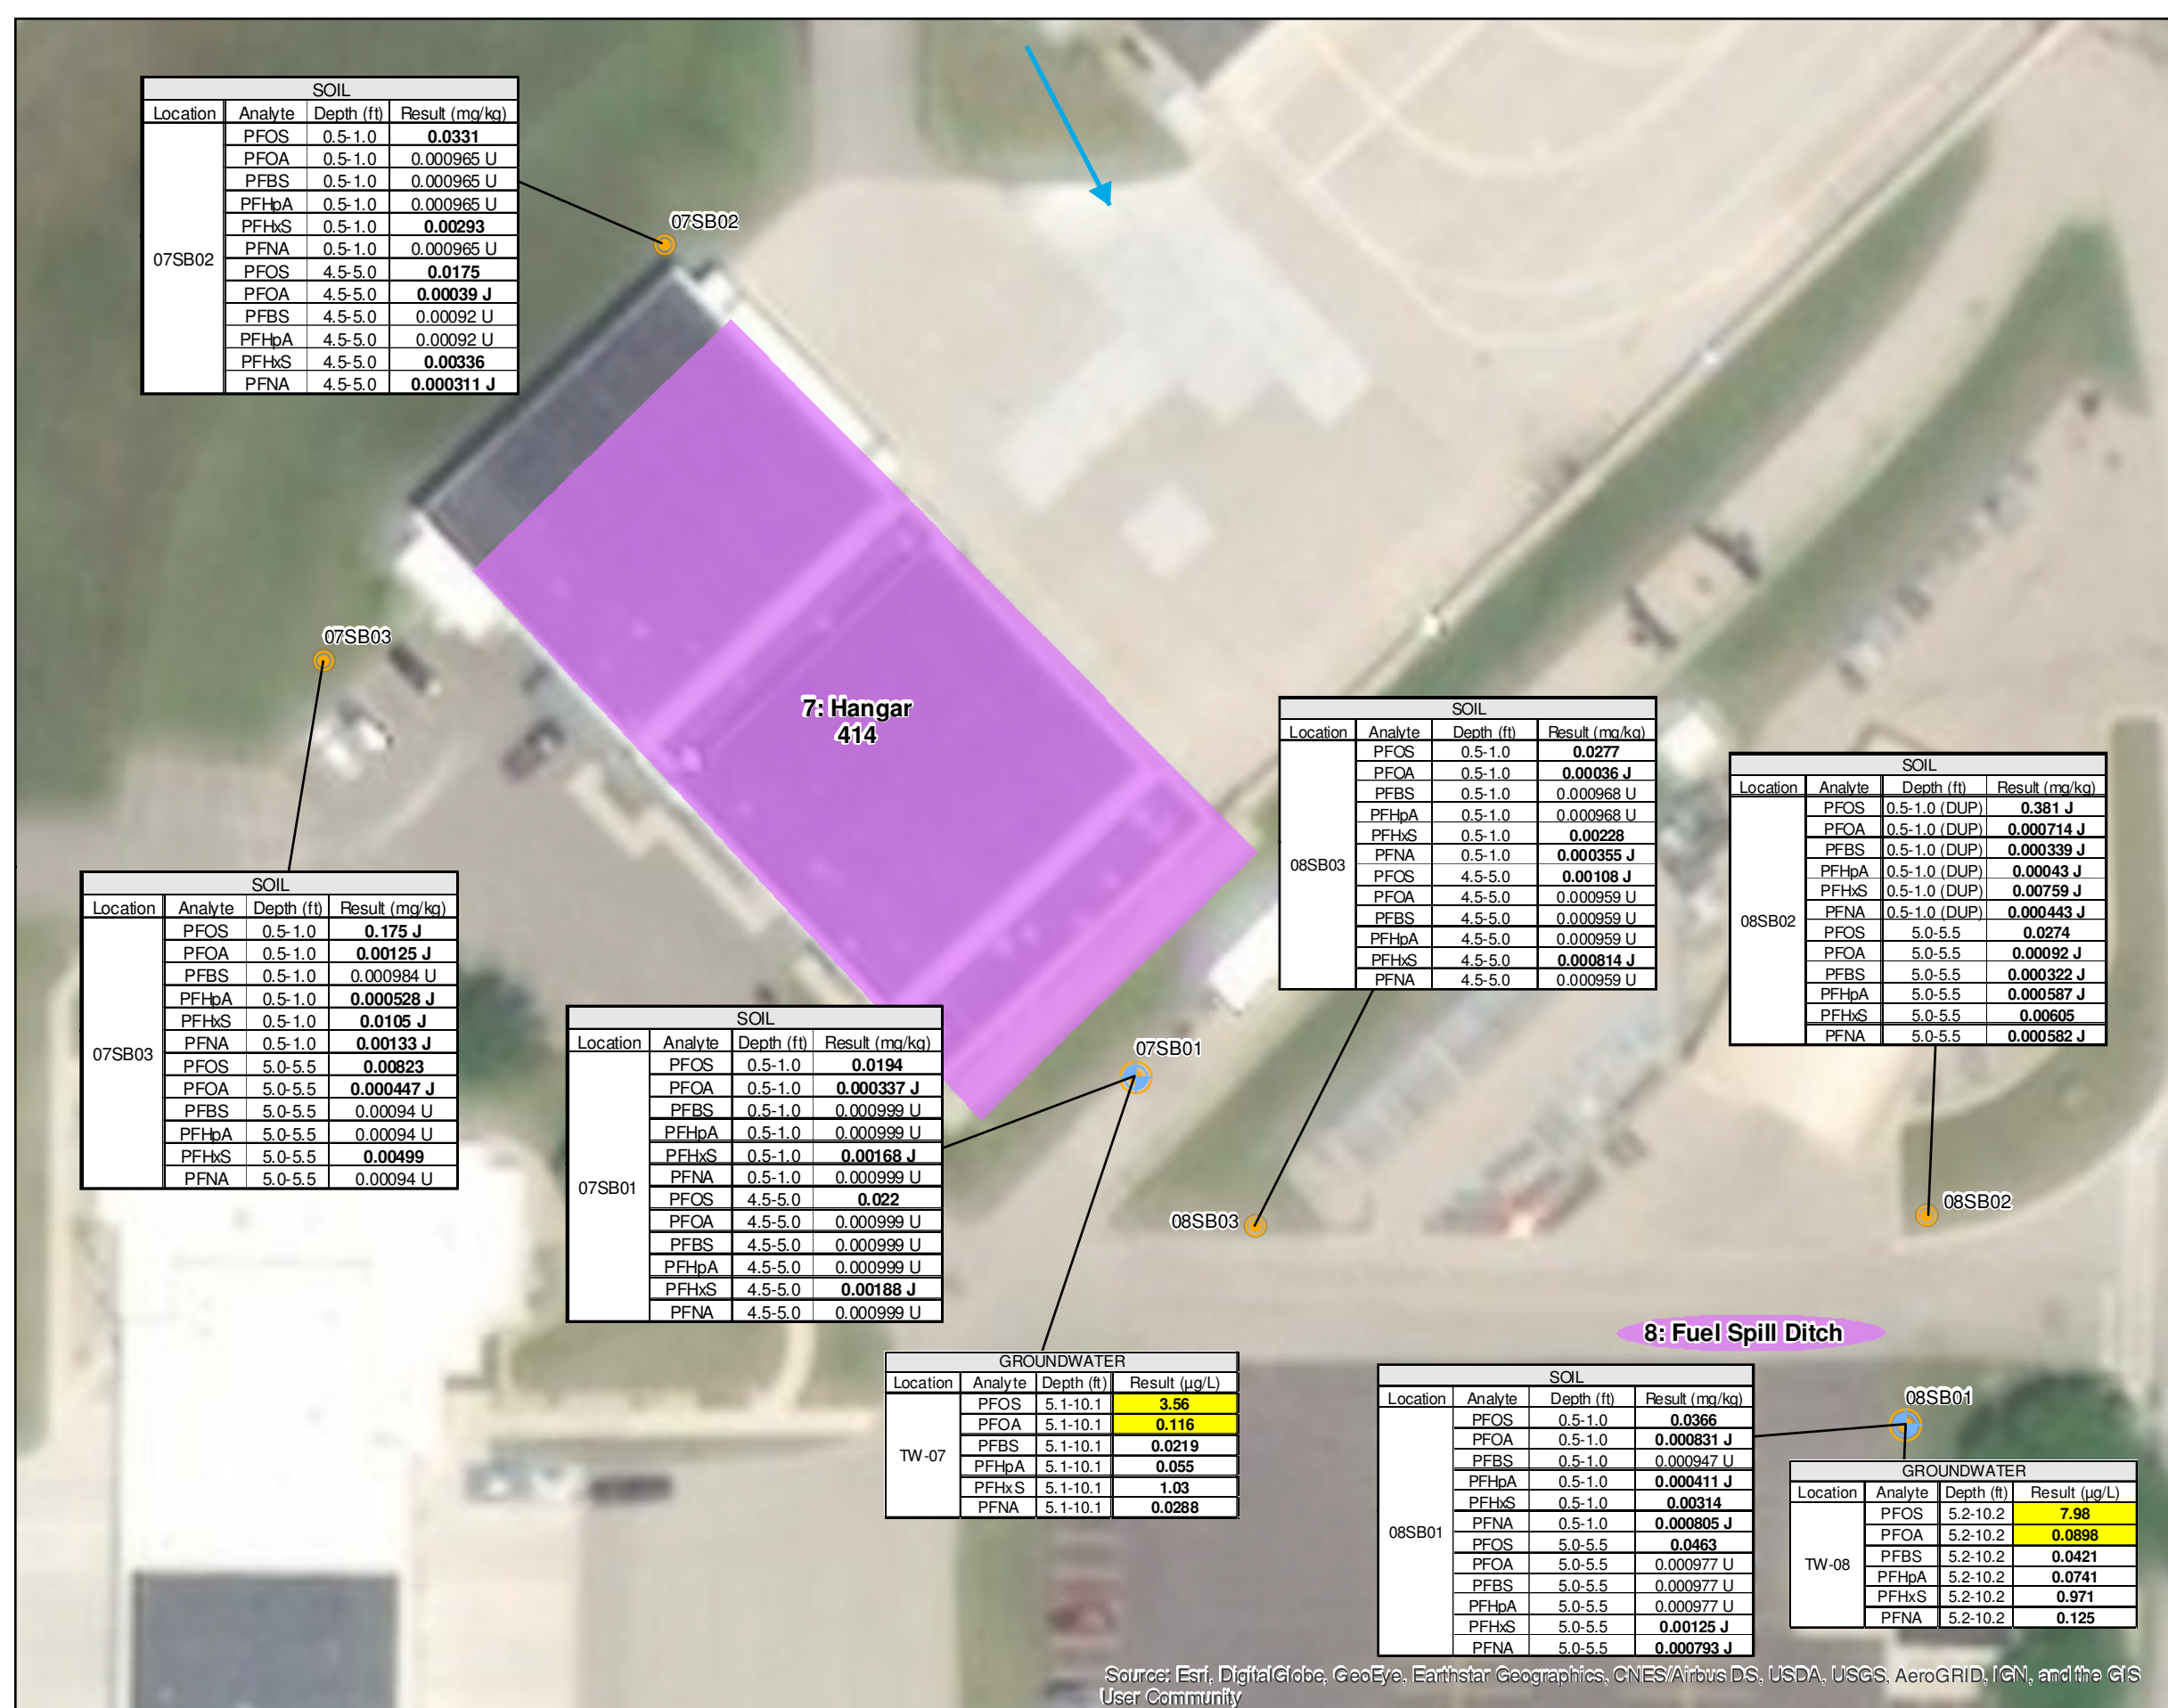 SOIL
Location Analyte Depth (ft) Result (mg/kg)
07SB02
PFOS 0.5-1.0 0.0331
PFOA 0.5-1.0 0.000965 U
PFBS 0.5-1.0 0.000965 U
PFHpA 0.5-1.0 0.000965 U
PFHxS 0.5-1.0 0.00293
PFNA 0.5-1.0 0.000965 U
PFOS 4.5-5.0 0.0175
PFOA 4.5-5.0 0.00039 J
PFBS 4.5-5.0 0.00092 U
PFHpA 4.5-5.0 0.00092 U
PFHxS 4.5-5.0 0.00336
PFNA 4.5-5.0 0.000311 J
07SB02
07SB03
7: Hangar
414
SOIL
Location Analyte Depth (ft) Result (mg/kg)
08SB03
PFOS 0.5-1.0 0.0277
PFOA 0.5-1.0 0.00036 J
PFBS 0.5-1.0 0.000968 U
PFHpA 0.5-1.0 0.000968 U
PFHxS 0.5-1.0 0.00228
PFNA 0.5-1.0 0.000355 J
PFOS 4.5-5.0 0.00108 J
PFOA 4.5-5.0 0.000959 U
PFBS 4.5-5.0 0.000959 U
PFHpA 4.5-5.0 0.000959 U
PFHxS 4.5-5.0 0.000814 J
PFNA 4.5-5.0 0.000959 U
SOIL
Location Analyte Depth (ft) Result (mg/kg)
08SB02
PFOS 0.5-1.0 (DUP) 0.381 J
PFOA 0.5-1.0 (DUP) 0.000714 J
PFBS 0.5-1.0 (DUP) 0.000339 J
PFHpA 0.5-1.0 (DUP) 0.00043 J
PFHxS 0.5-1.0 (DUP) 0.00759 J
PFNA 0.5-1.0 (DUP) 0.000443 J
PFOS 5.0-5.5 0.0274
PFOA 5.0-5.5 0.00092 J
PFBS 5.0-5.5 0.000322 J
PFHpA 5.0-5.5 0.000587 J
PFHxS 5.0-5.5 0.00605
PFNA 5.0-5.5 0.000582 J
SOIL
Location Analyte Depth (ft) Result (mg/kg)
07SB03
PFOS 0.5-1.0 0.175 J
PFOA 0.5-1.0 0.00125 J
PFBS 0.5-1.0 0.000984 U
PFHpA 0.5-1.0 0.000528 J
PFHxS 0.5-1.0 0.0105 J
PFNA 0.5-1.0 0.00133 J
PFOS 5.0-5.5 0.00823
PFOA 5.0-5.5 0.000447 J
PFBS 5.0-5.5 0.00094 U
PFHpA 5.0-5.5 0.00094 U
PFHxS 5.0-5.5 0.00499
PFNA 5.0-5.5 0.00094 U
SOIL
Location Analyte Depth (ft) Result (mg/kg)
07SB01
PFOS 0.5-1.0 0.0194
PFOA 0.5-1.0 0.000337 J
PFBS 0.5-1.0 0.000999 U
PFHpA 0.5-1.0 0.000999 U
PFHxS 0.5-1.0 0.00168 J
PFNA 0.5-1.0 0.000999 U
PFOS 4.5-5.0 0.022
PFOA 4.5-5.0 0.000999 U
PFBS 4.5-5.0 0.000999 U
PFHpA 4.5-5.0 0.000999 U
PFHxS 4.5-5.0 0.00188 J
PFNA 4.5-5.0 0.000999 U
07SB01
08SB03
08SB02
8: Fuel Spill Ditch
GROUNDWATER
Location Analyte Depth (ft) Result (µg/L)
TW-07
PFOS 5.1-10.1 3.56
PFOA 5.1-10.1 0.116
PFBS 5.1-10.1 0.0219
PFHpA 5.1-10.1 0.055
PFHxS 5.1-10.1 1.03
PFNA 5.1-10.1 0.0288
SOIL
Location Analyte Depth (ft) Result (mg/kg)
08SB01
PFOS 0.5-1.0 0.0366
PFOA 0.5-1.0 0.000831 J
PFBS 0.5-1.0 0.000947 U
PFHpA 0.5-1.0 0.000411 J
PFHxS 0.5-1.0 0.00314
PFNA 0.5-1.0 0.000805 J
PFOS 5.0-5.5 0.0463
PFOA 5.0-5.5 0.000977 U
PFBS 5.0-5.5 0.000977 U
PFHpA 5.0-5.5 0.000977 U
PFHxS 5.0-5.5 0.00125 J
PFNA 5.0-5.5 0.000793 J
08SB01
GROUNDWATER
Location Analyte Depth (ft) Result (µg/L)
TW-08
PFOS 5.2-10.2 7.98
PFOA 5.2-10.2 0.0898
PFBS 5.2-10.2 0.0421
PFHpA 5.2-10.2 0.0741
PFHxS 5.2-10.2 0.971
PFNA 5.2-10.2 0.125
Source: Esri, DigitalGlobe, GeoEye, Earthstar Geographics, CNES/Airbus DS, USDA, USGS, AeroGRID, IGN, and the GIS
User Community